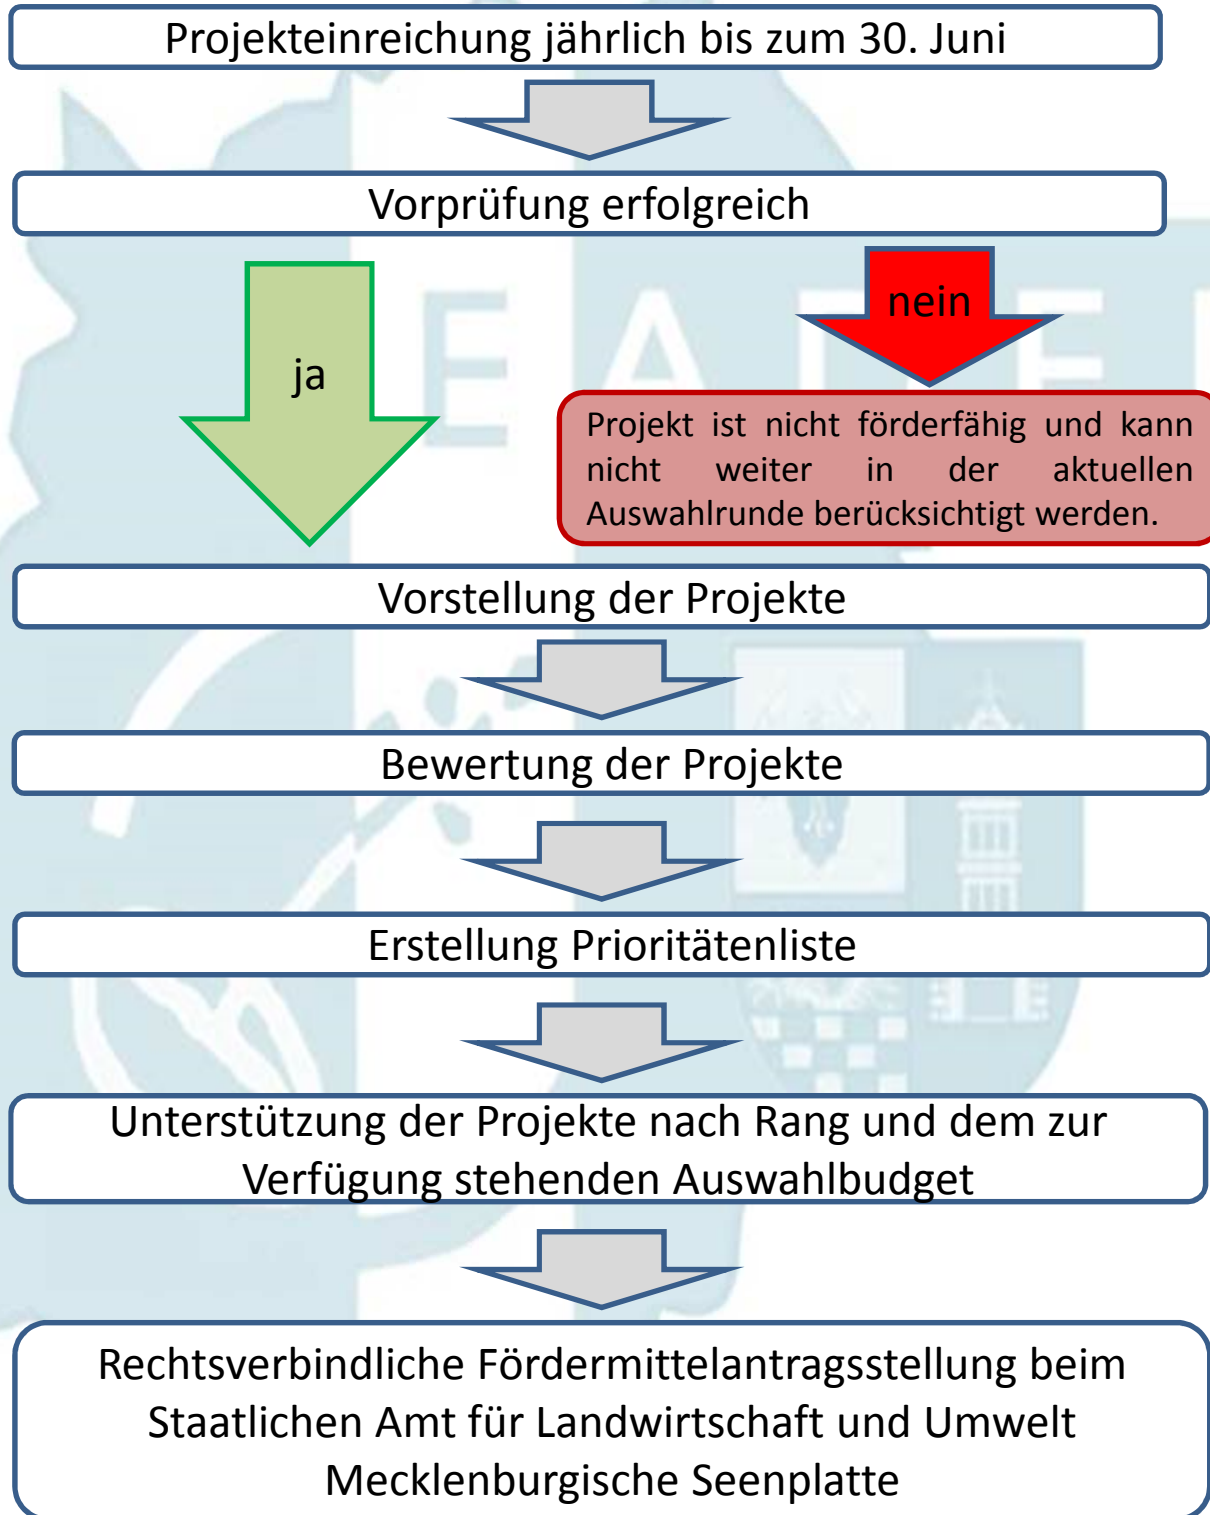 Projekteinreichung jährlich bis zum 30. Juni
Vorprüfung erfolgreich
nein
ja
Projekt ist nicht förderfähig und kann
nicht weiter in der aktuellen
Auswahlrunde berücksichtigt werden.
Vorstellung der Projekte
Bewertung der Projekte
Erstellung Prioritätenliste
Unterstützung der Projekte nach Rang und dem zur
Verfügung stehenden Auswahlbudget
Rechtsverbindliche Fördermittelantragsstellung beim
Staatlichen Amt für Landwirtschaft und Umwelt
Mecklenburgische Seenplatte